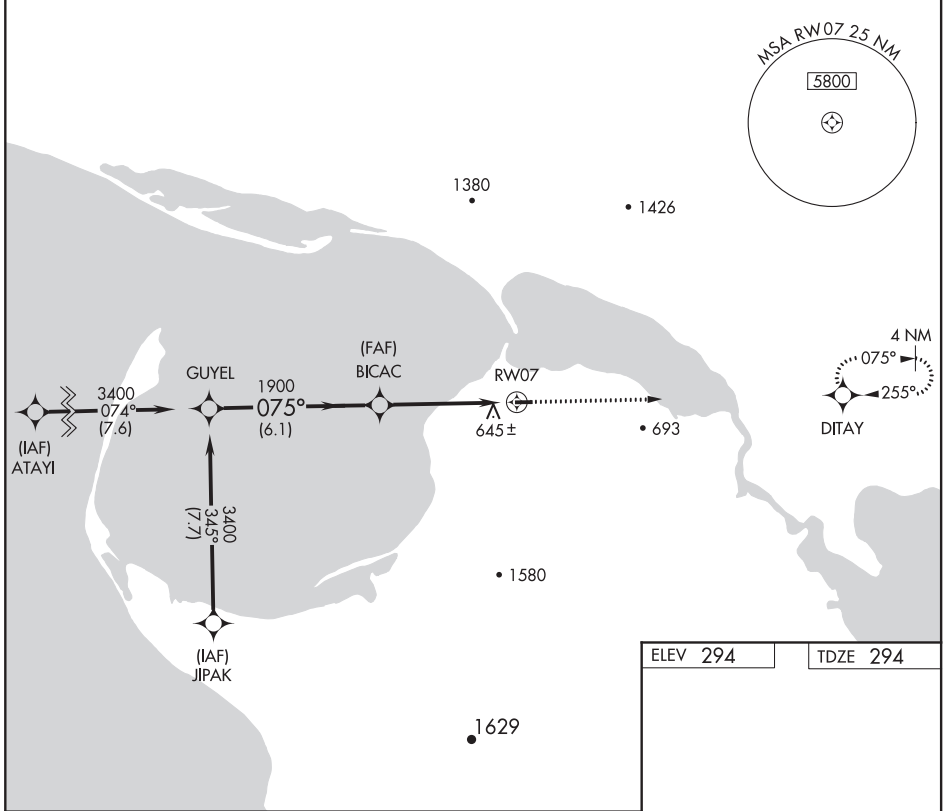 MSA RW07 25 NM
5800
1380
1426
4 NM
075°
255°
DITAY
(FAF)
BICAC
RW07
GUYEL
1900
075°
(6.1)
3400
074°
(7.6)
(IAF)
ATAYI
645±
693
3400
345°
(7.7)
1580
(IAF)
JIPAK
ELEV 294
TDZE 294
1629